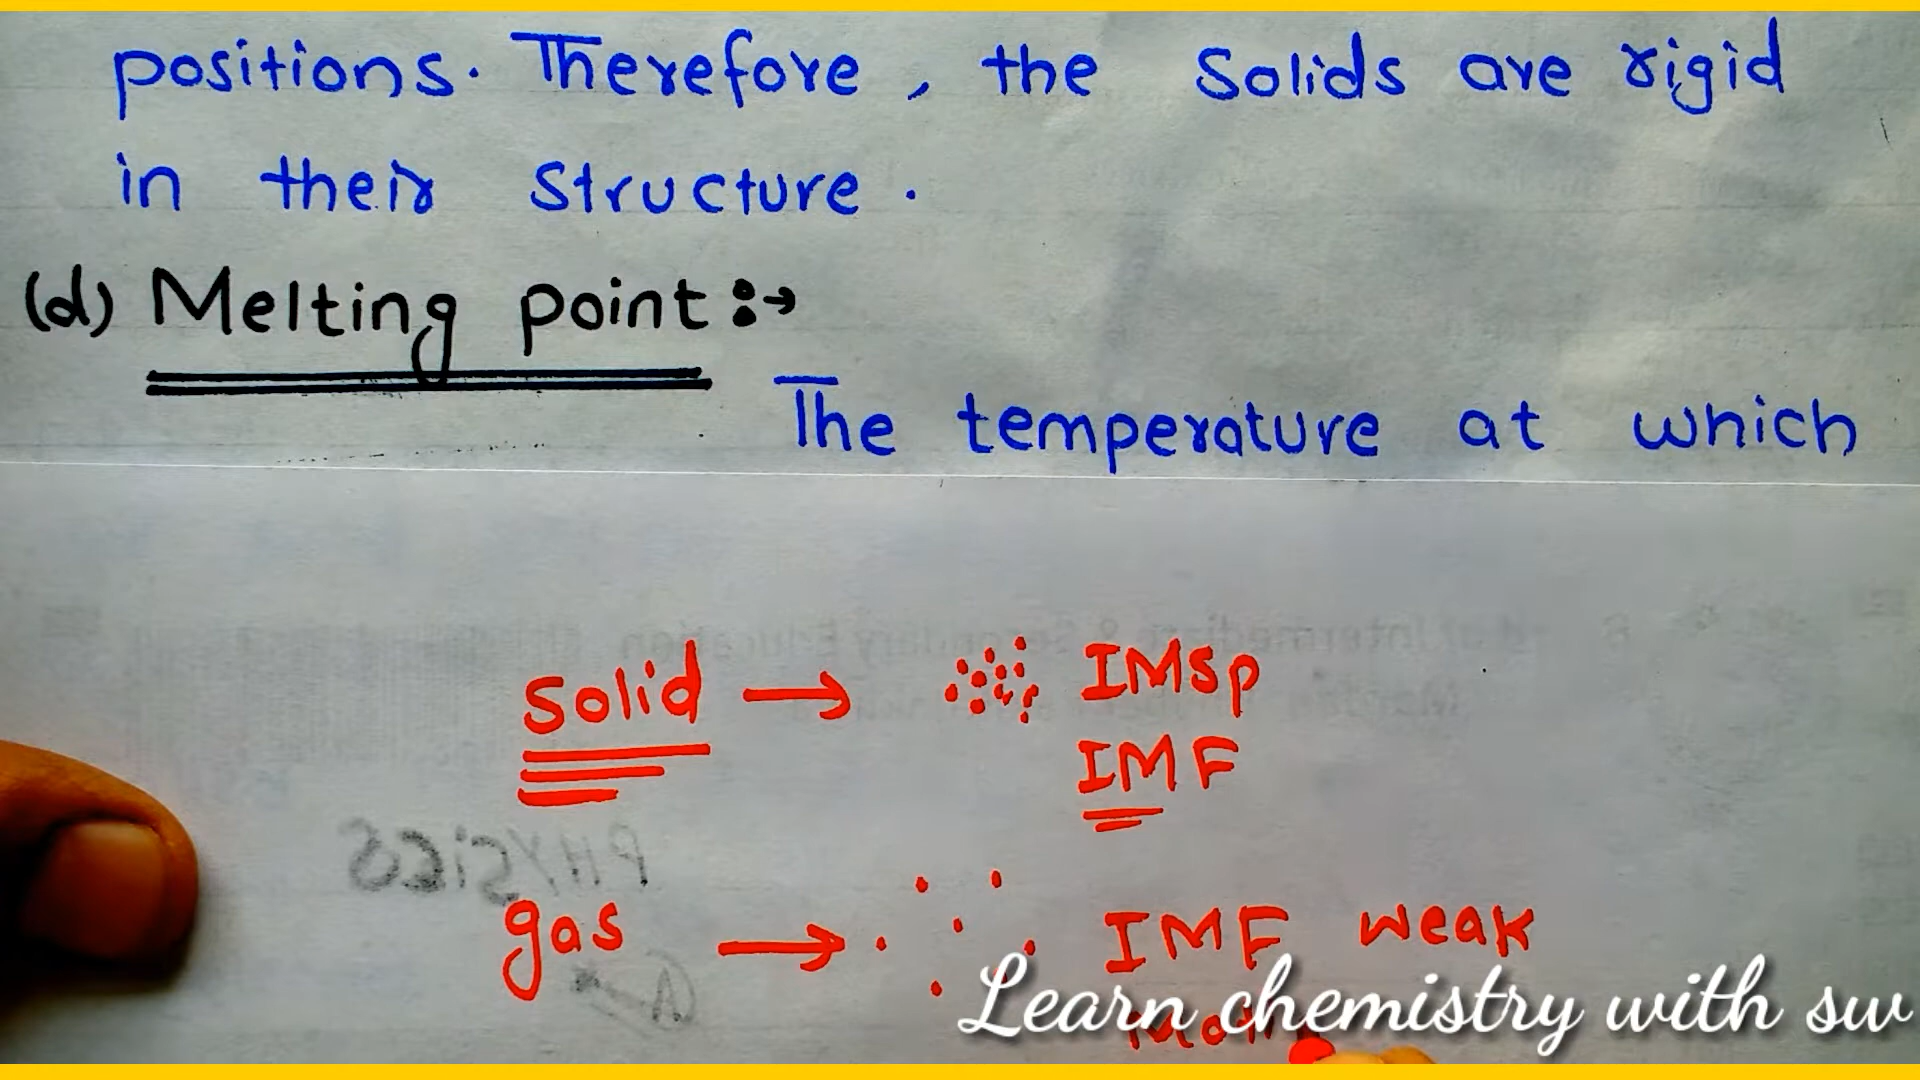 positions. Therefore, the solids are rigid
in their structure.
(d) Melting point :→
The temperature at which
solid → IMsp
IMF
PHYSICS
gas → IMF weak
Learn chemistry with sw